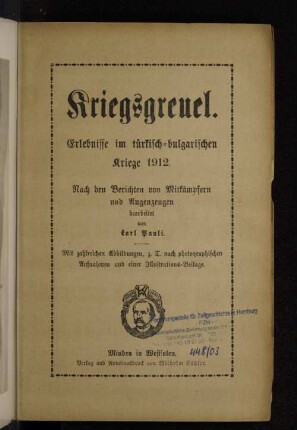 Kriegsgreuel.
Erlebnisse im türkisch-bulgarischen
Kriege 1912.
Nach den Berichten von Mitkämpfern
und Augenzeugen
bearbeitet
von
Carl Pauli.
Mit zahlreichen Abbildungen, z. T. nach photographischen
Aufnahmen und einer Illustrations-Beilage.
Minden in Westfalen.
Verlag und von Wilhelm Köhler.
448/03